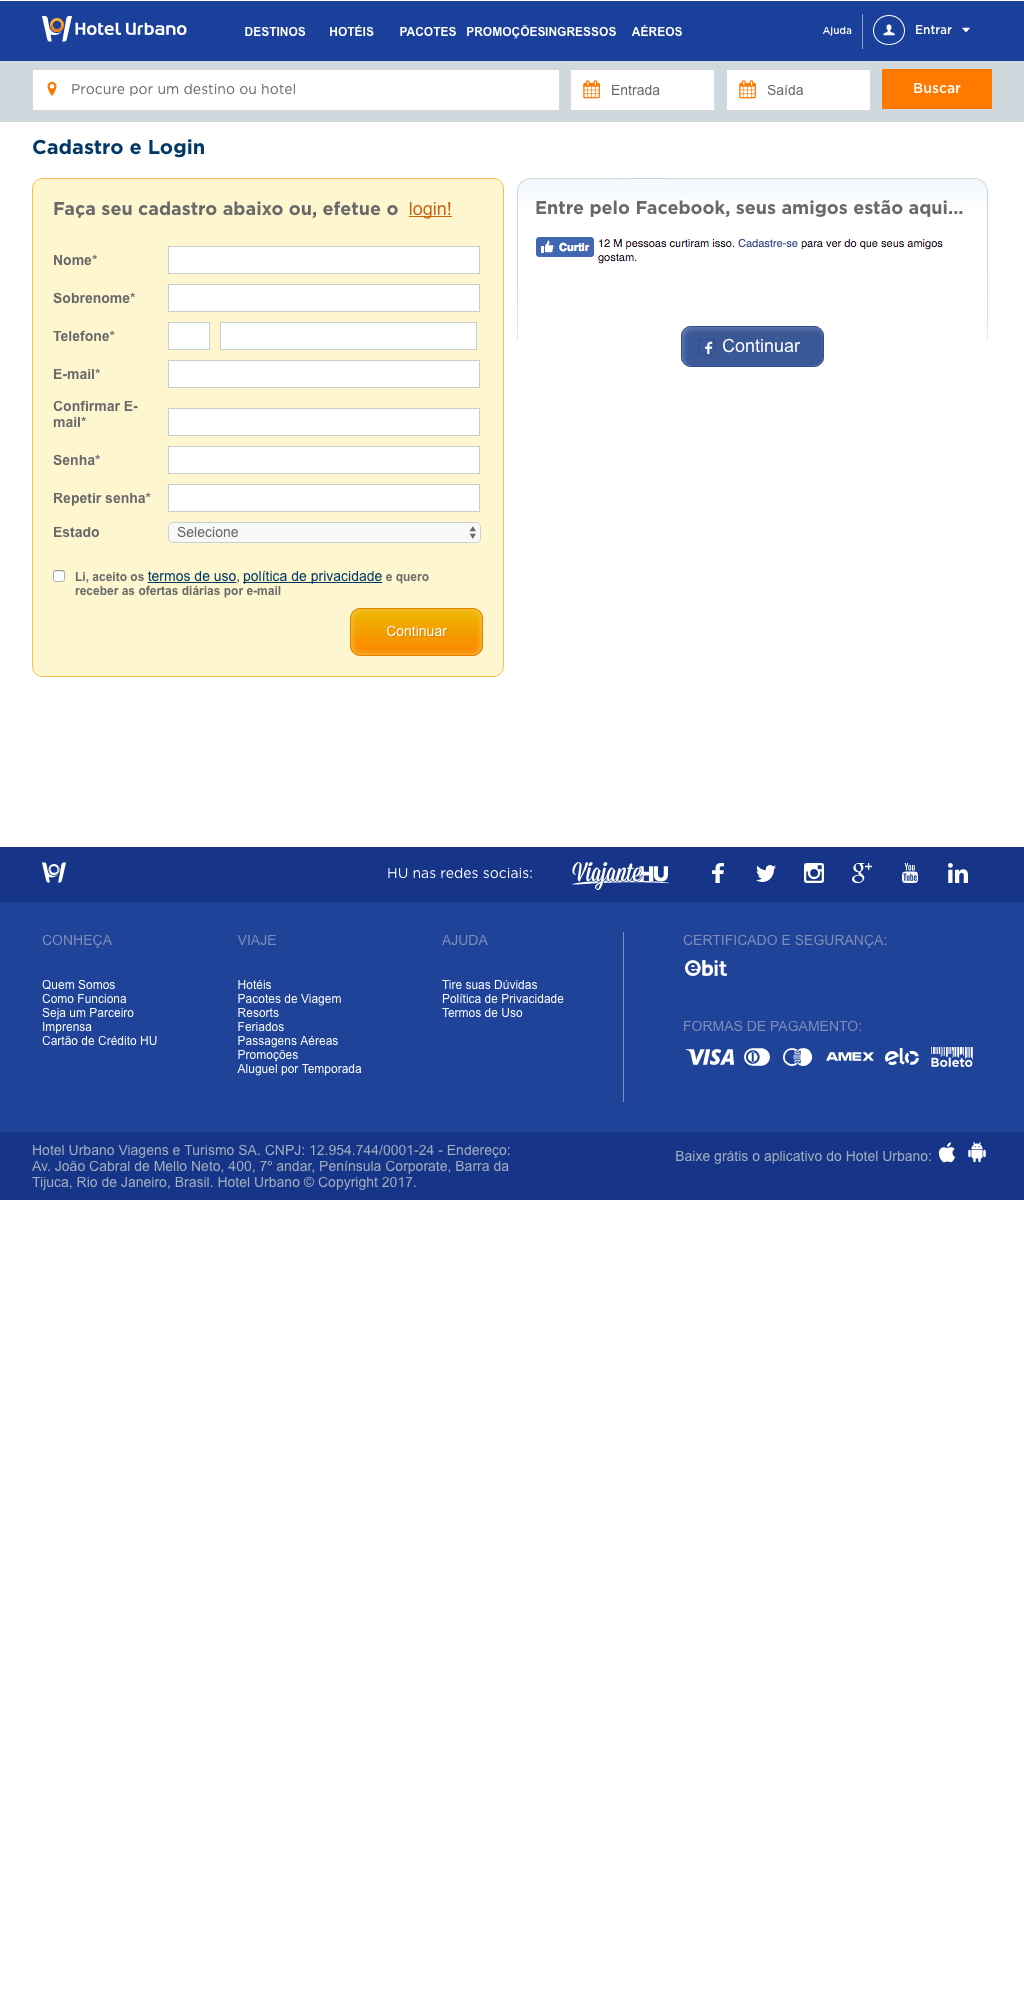 Hotel Urbano
DESTINOS HOTÉIS PACOTES PROMOÇÕES INGRESSOS AÉREOS
Ajuda
Entrar
Procure por um destino ou hotel
Entrada
Saída
Buscar
Cadastro e Login
Faça seu cadastro abaixo ou, efetue o login!
Nome*
Sobrenome*
Telefone*
E-mail*
Confirmar E-
mail*
Senha*
Repetir senha*
Estado
Selecione
Li, aceito os termos de uso, política de privacidade e quero
receber as ofertas diárias por e-mail
Continuar
Entre pelo Facebook, seus amigos estão aqui...
Curtir
12 M pessoas curtiram isso. Cadastre-se para ver do que seus amigos
gostam.
Continuar
HU nas redes sociais:
ViajanteHU
You
Tube
CONHEÇA
Quem Somos
Como Funciona
Seja um Parceiro
Imprensa
Cartão de Crédito HU
VIAJE
Hotéis
Pacotes de Viagem
Resorts
Feriados
Passagens Aéreas
Promoções
Aluguel por Temporada
AJUDA
Tire suas Dúvidas
Política de Privacidade
Termos de Uso
CERTIFICADO E SEGURANÇA:
ebit
FORMAS DE PAGAMENTO:
VISA
AMEX
elo
Boleto
Hotel Urbano Viagens e Turismo SA. CNPJ: 12.954.744/0001-24 - Endereço:
Av. João Cabral de Mello Neto, 400, 7º andar, Península Corporate, Barra da
Tijuca, Rio de Janeiro, Brasil. Hotel Urbano © Copyright 2017.
Baixe grátis o aplicativo do Hotel Urbano: